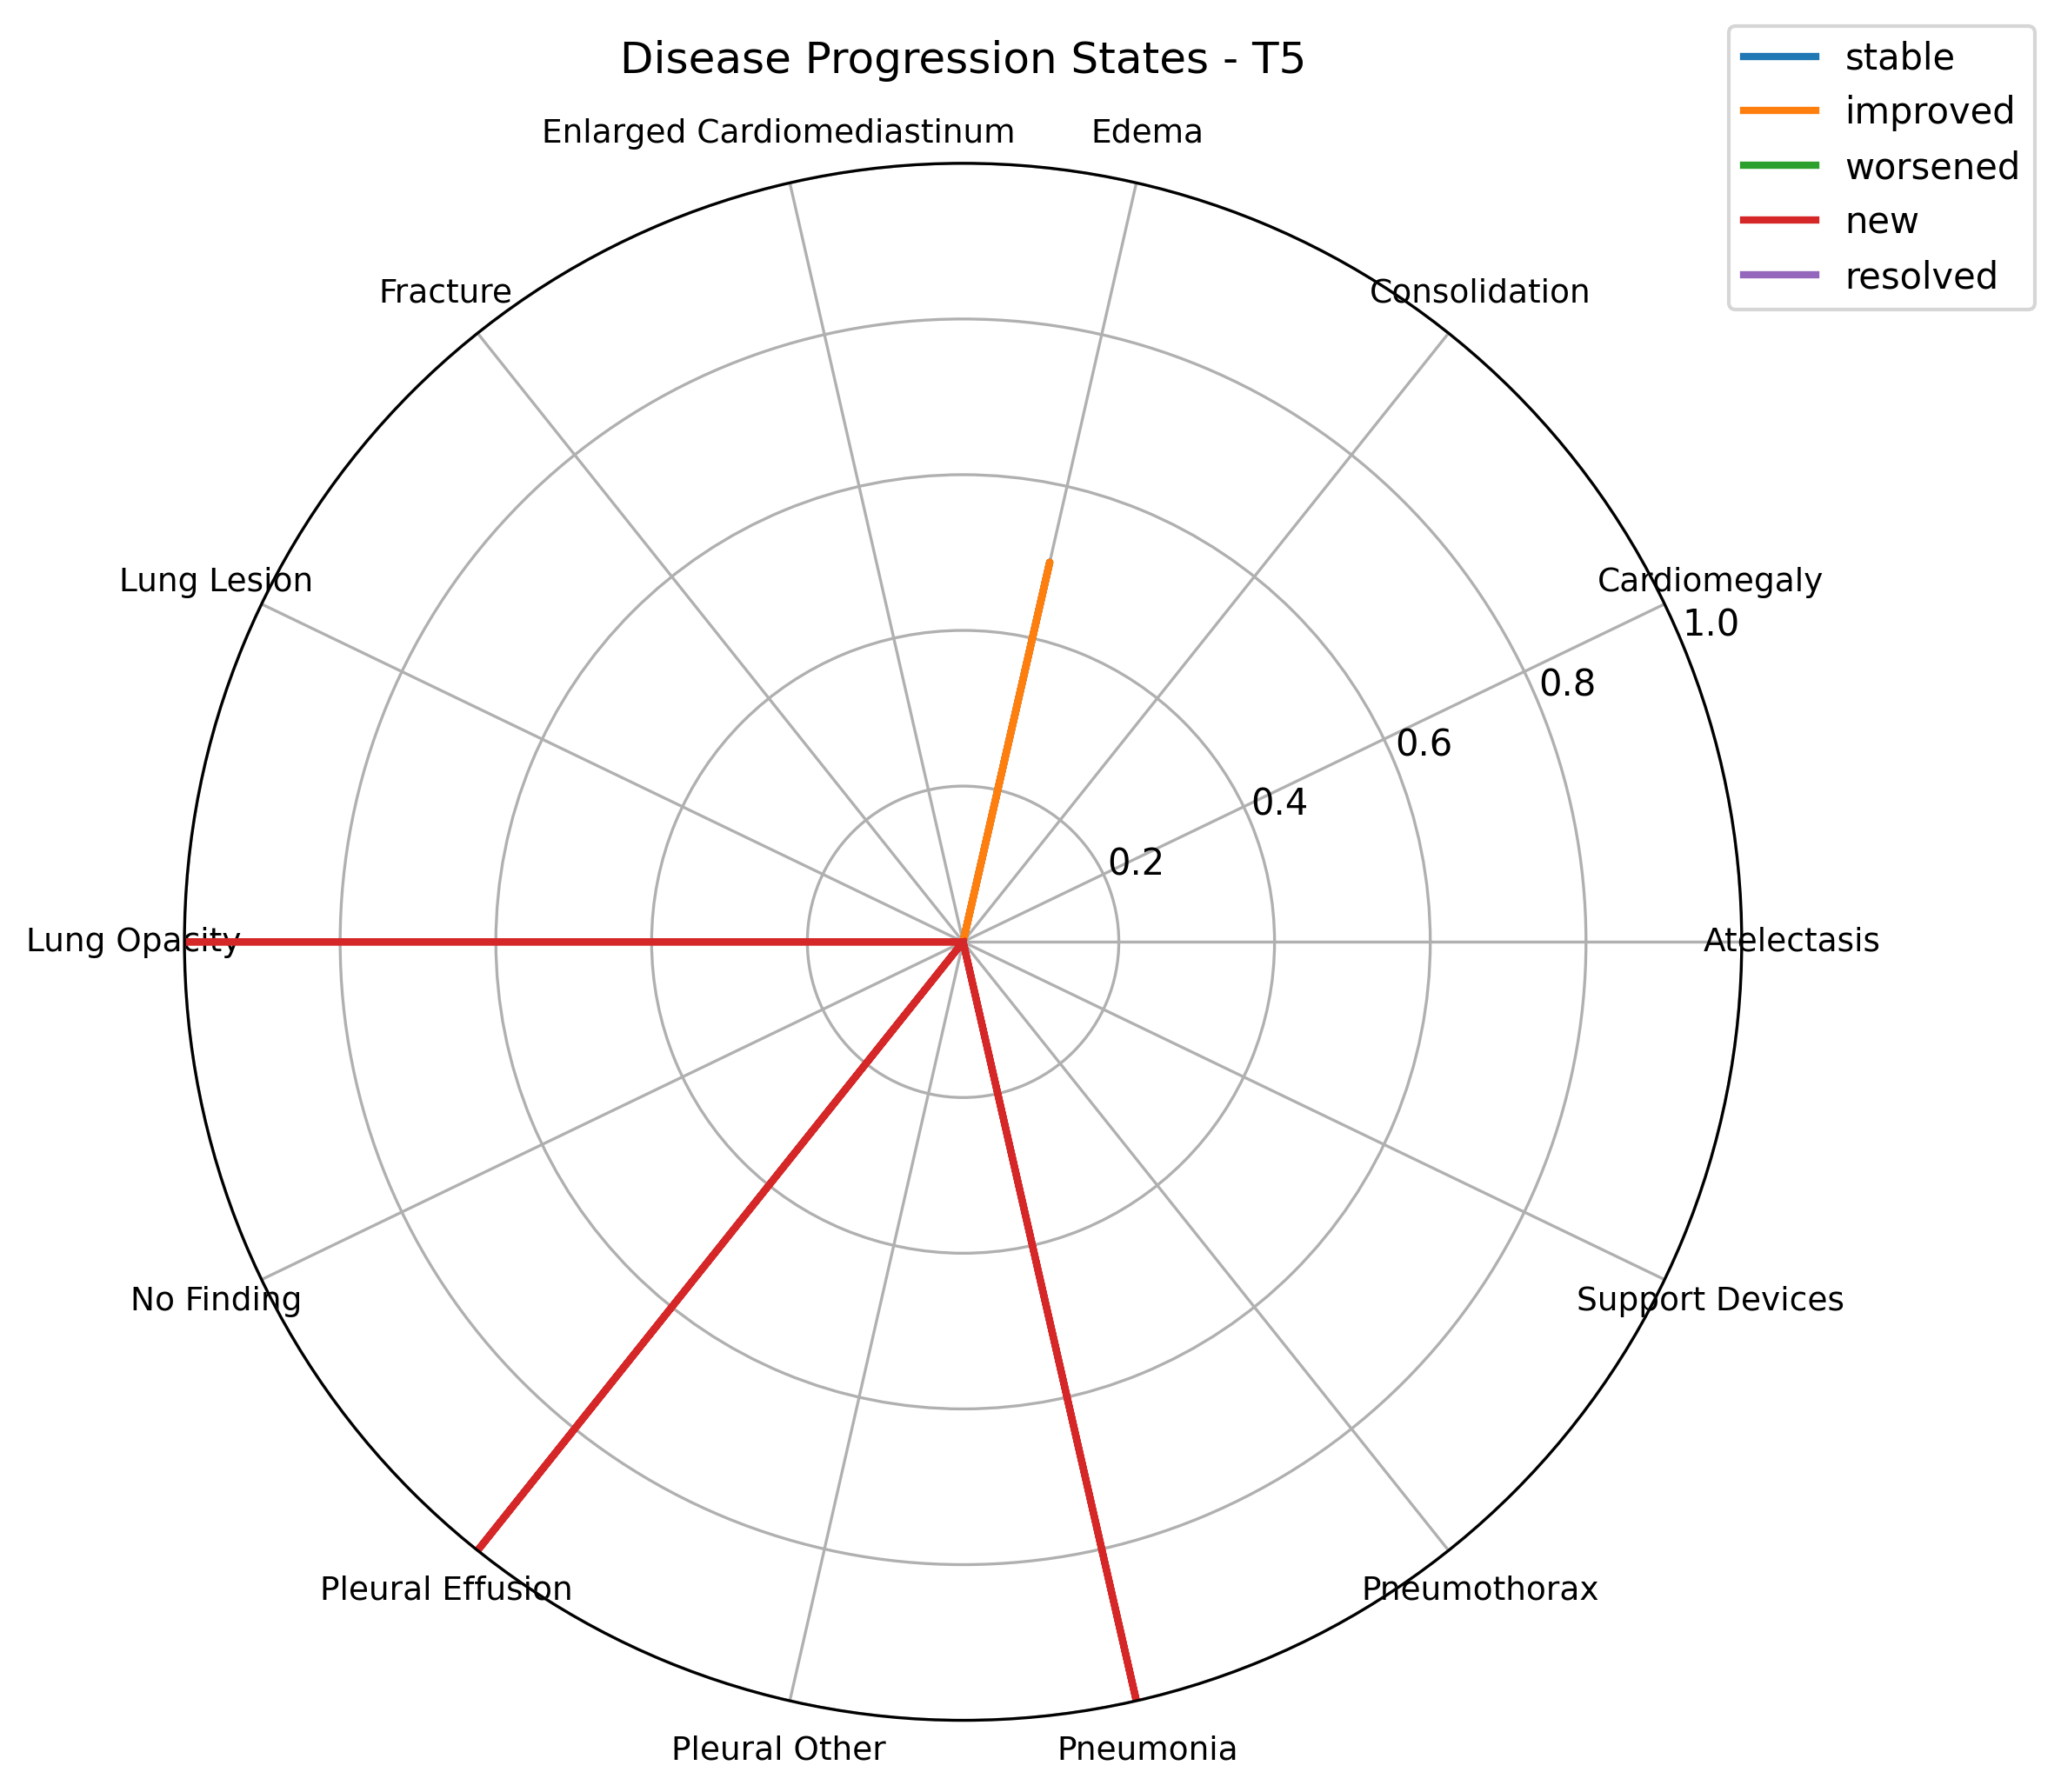 Disease Progression States - T5
stable
improved
worsened
new
resolved
Enlarged Cardiomediastinum
Edema
Fracture
Consolidation
Lung Lesion
Cardiomegaly
1.0
0.8
0.6
0.4
0.2
Lung Opacity
Atelectasis
No Finding
Support Devices
Pleural Effusion
Pneumothorax
Pleural Other
Pneumonia